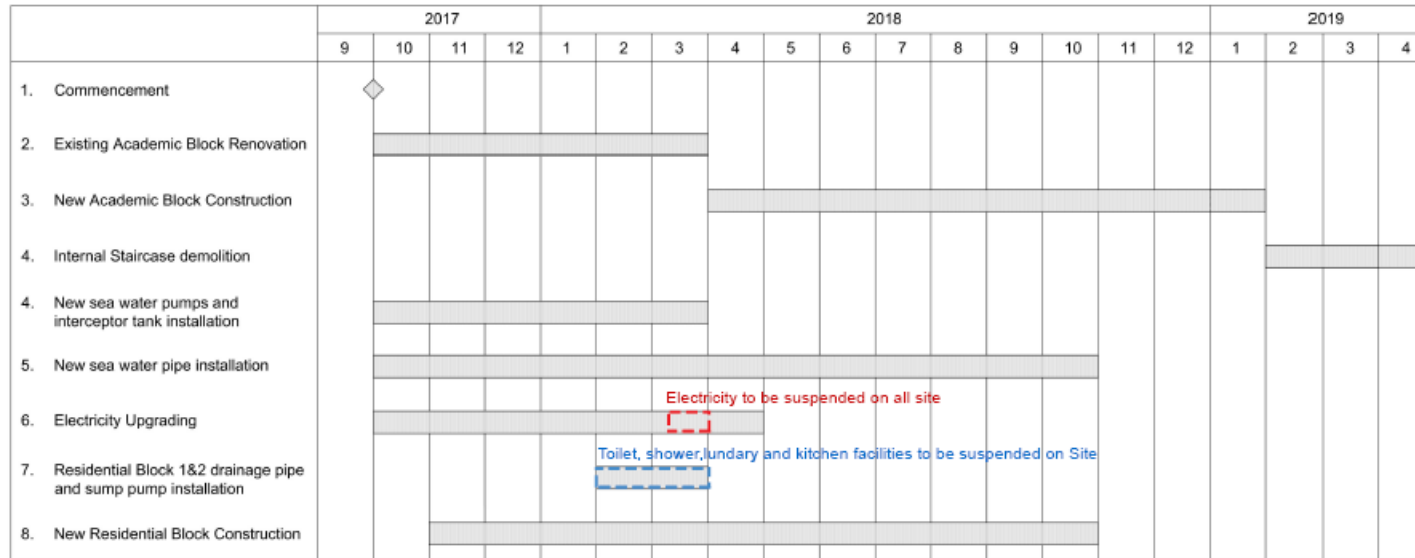 2017 2018 2019
9 10 11 12 1 2 3 4 5 6 7 8 9 10 11 12 1 2 3 4
1. Commencement
2. Existing Academic Block Renovation
3. New Academic Block Construction
4. Internal Staircase demolition
4. New sea water pumps and
interceptor tank installation
5. New sea water pipe installation
Electricity to be suspended on all site
6. Electricity Upgrading
Toilet, shower,lundary and kitchen facilities to be suspended on Site
7. Residential Block 1&2 drainage pipe
and sump pump installation
8. New Residential Block Construction